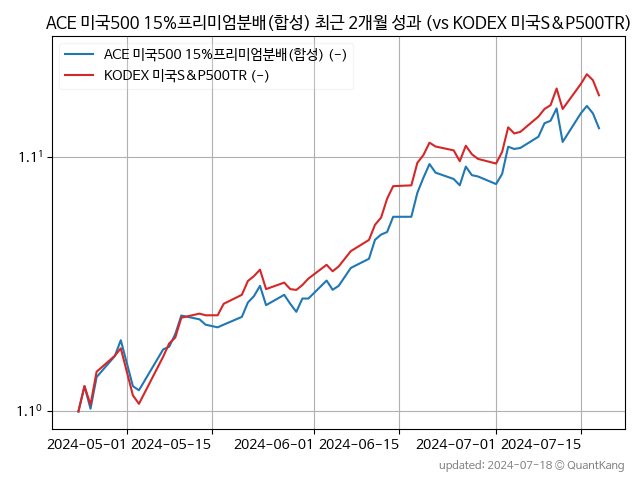 ACE 미국500 15%프리미엄분배(합성) 최근 2개월 성과 (vs KODEX 미국S&P500TR)
ACE 미국500 15%프리미엄분배(합성) (-)
KODEX 미국S&P500TR (-)
1.1¹
1.1⁰
2024-05-01 2024-05-15 2024-06-01 2024-06-15 2024-07-01 2024-07-15
updated: 2024-07-18 © QuantKang